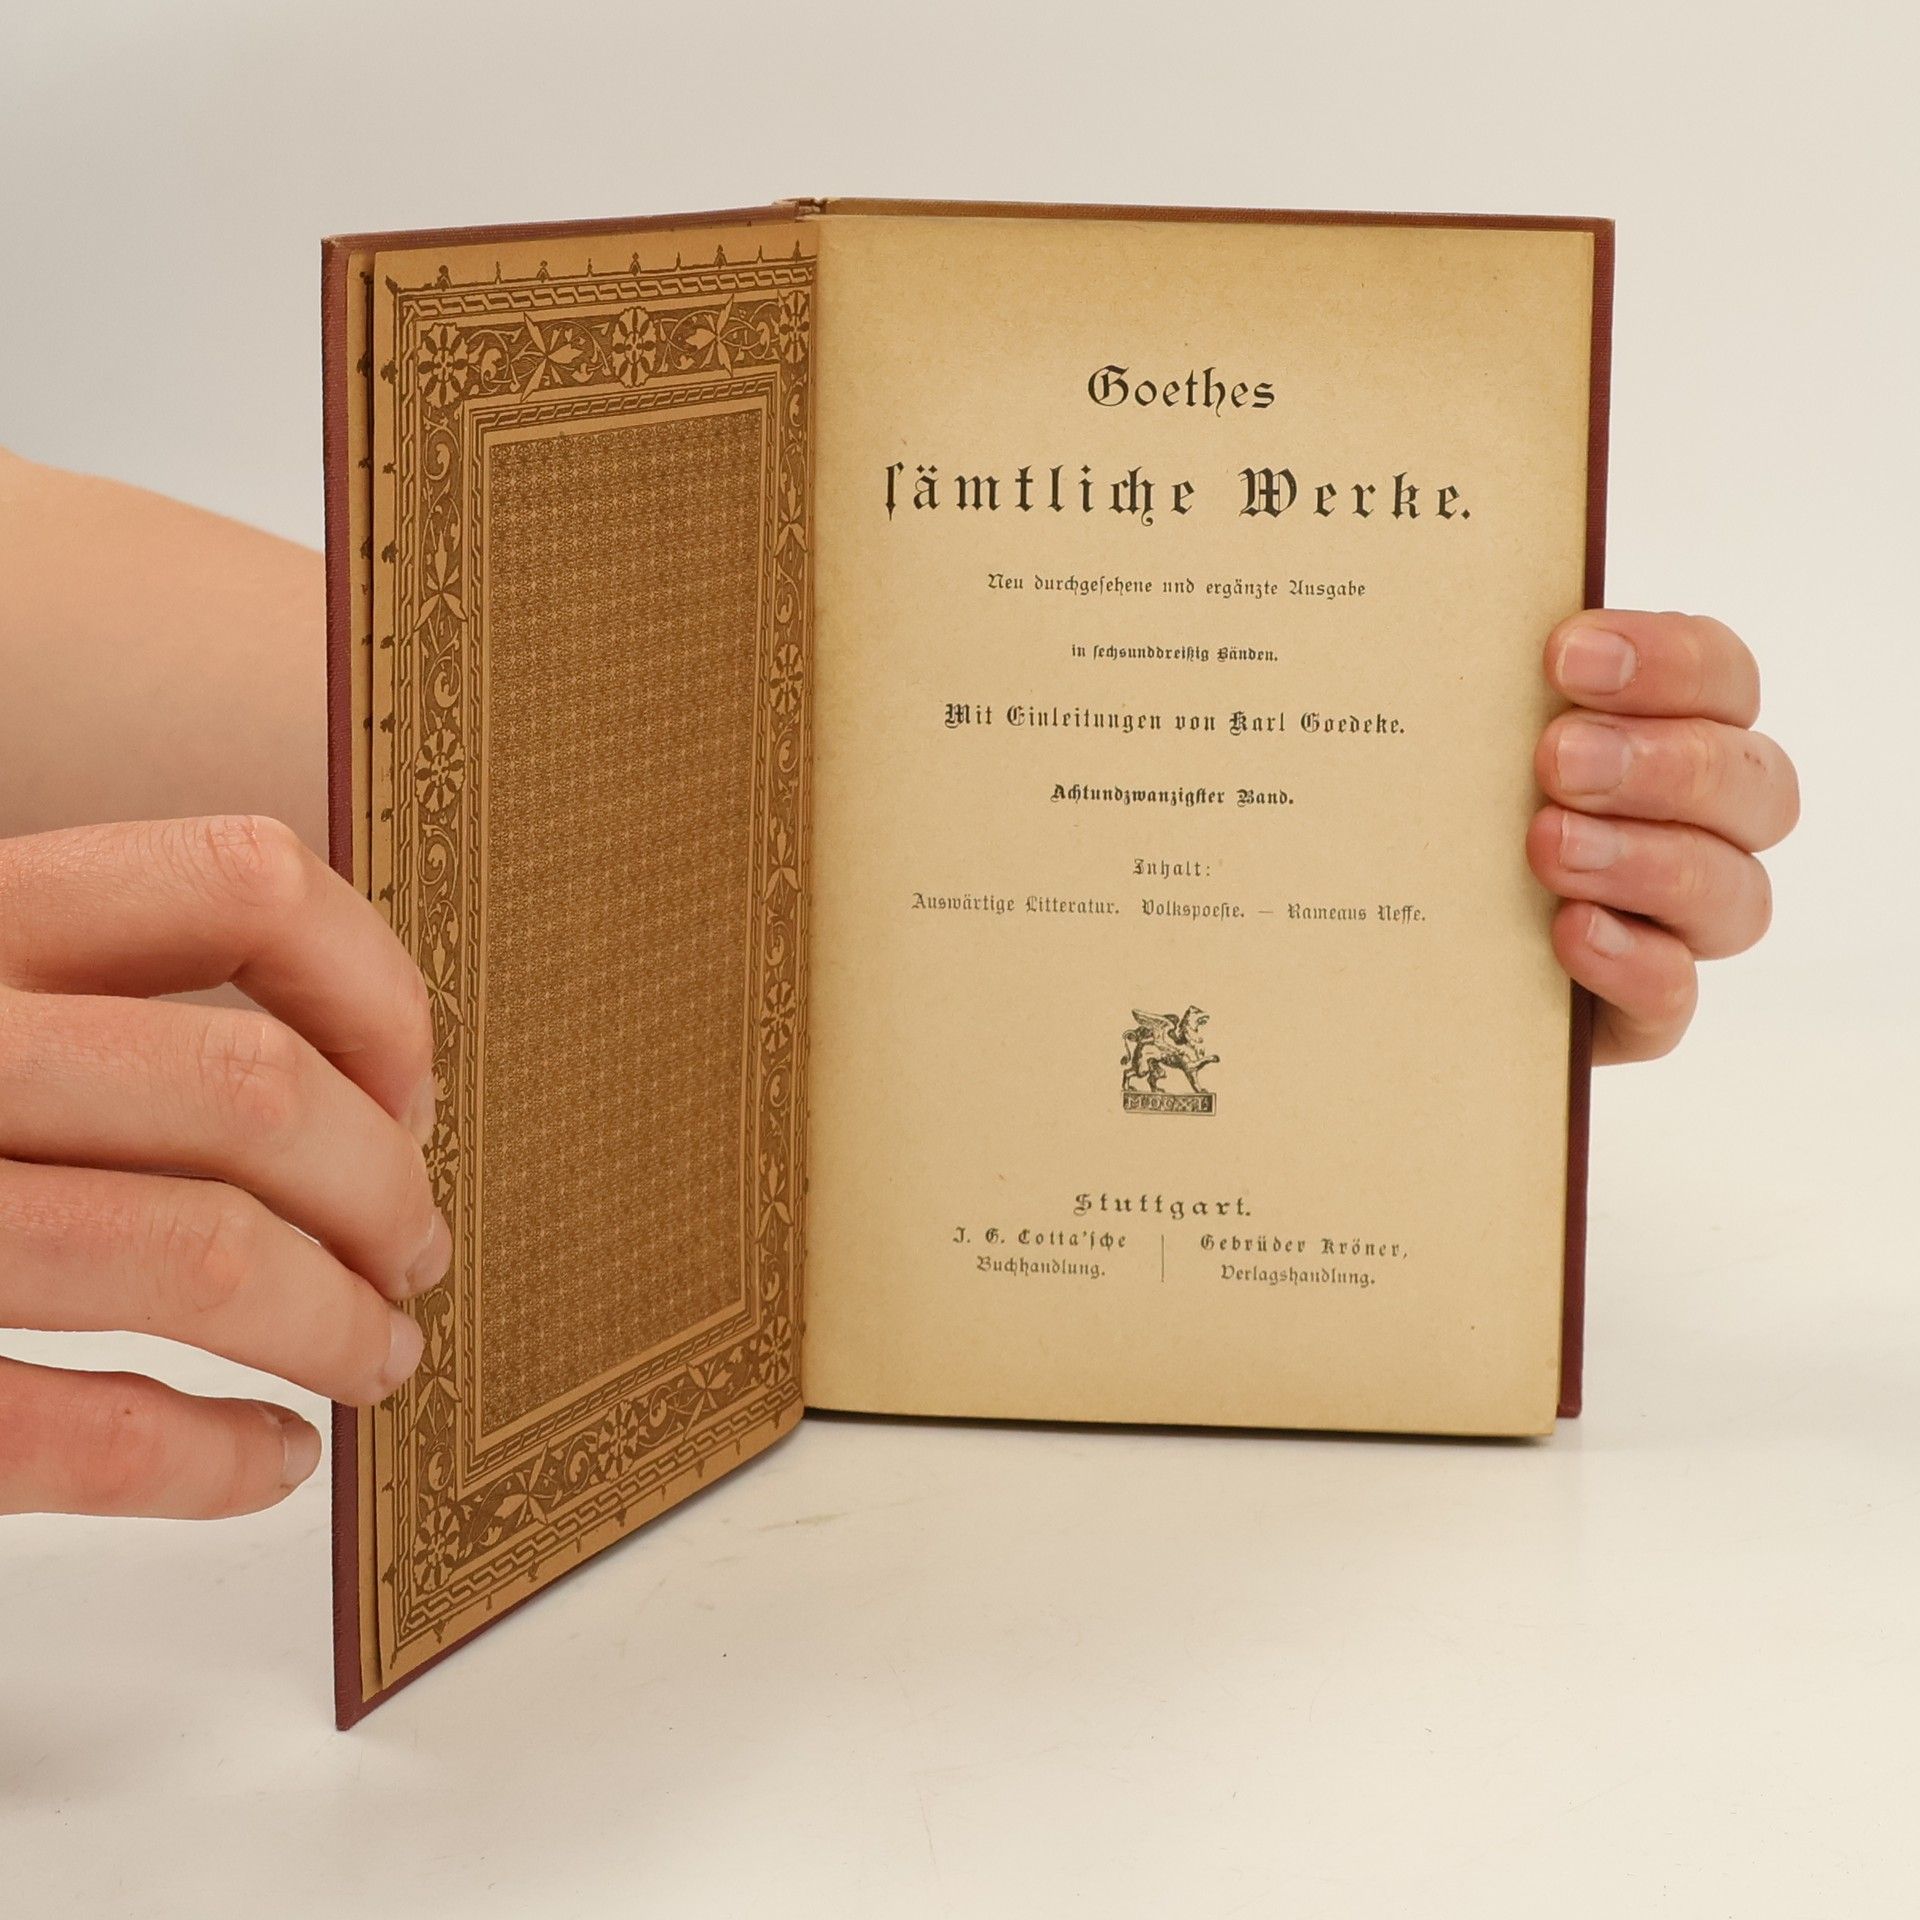 Goethes
ſämtliche Werke.
Neu durchgeſehene und ergänzte Ausgabe
in ſechsunddreißig Bänden.
Mit Einleitungen von Karl Goedeke.
Achtundzwanzigſter Band.
Inhalt:
Auswärtige Litteratur. Volkspoeſie. — Rameaus Neffe.
Stuttgart.
J. G. Cotta'ſche
Buchhandlung.
Gebrüder Kröner,
Verlagshandlung.